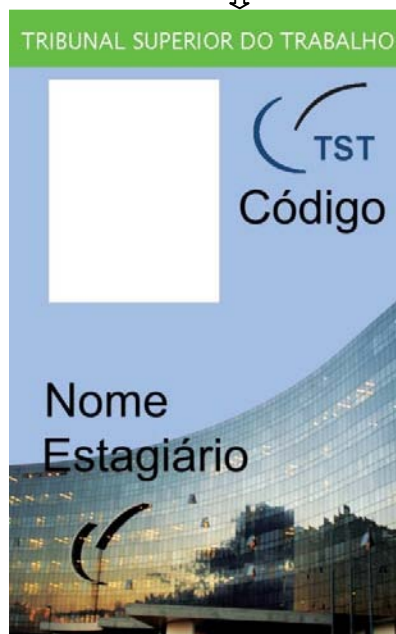 TRIBUNAL SUPERIOR DO TRABALHO
TST
Código
Nome
Estagiário